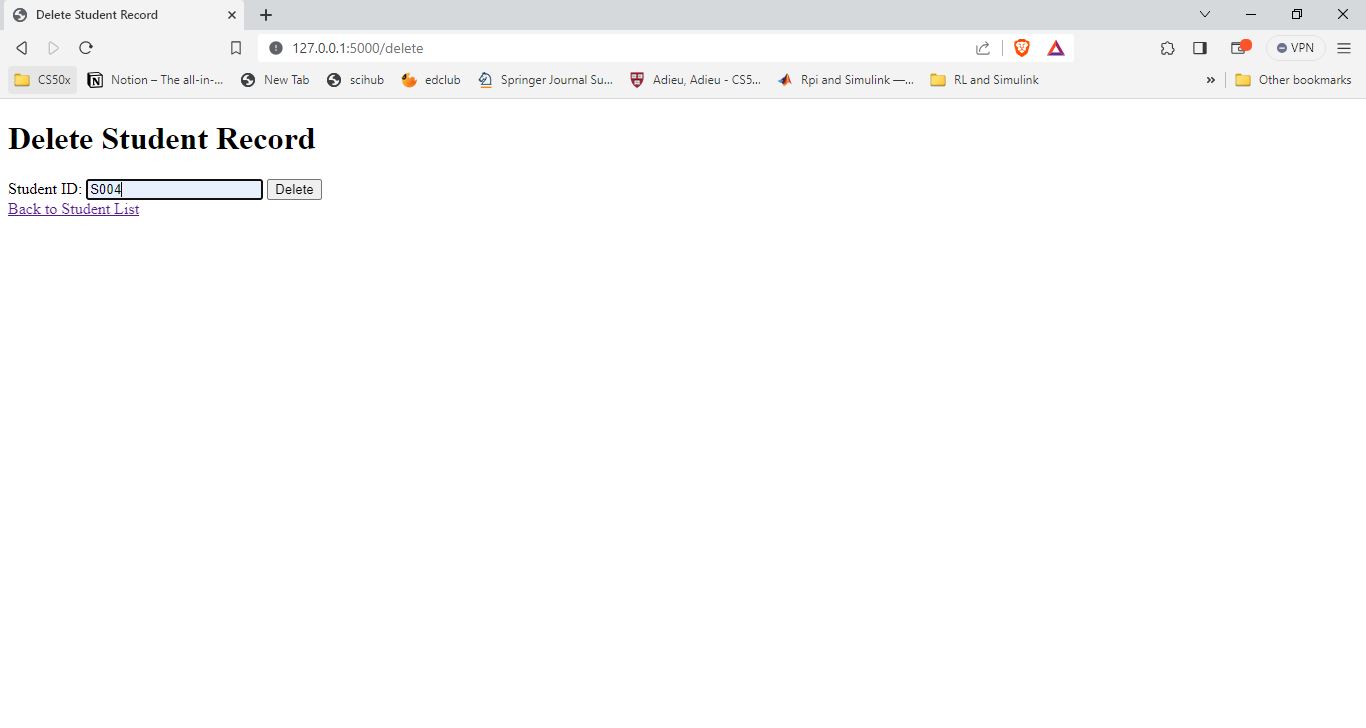 Delete Student Record
127.0.0.1:5000/delete
VPN
CS50x Notion – The all-in-... New Tab scihub edclub Springer Journal Su... Adieu, Adieu - CS5... Rpi and Simulink —... RL and Simulink » Other bookmarks
Delete Student Record
Student ID: S004 Delete
Back to Student List